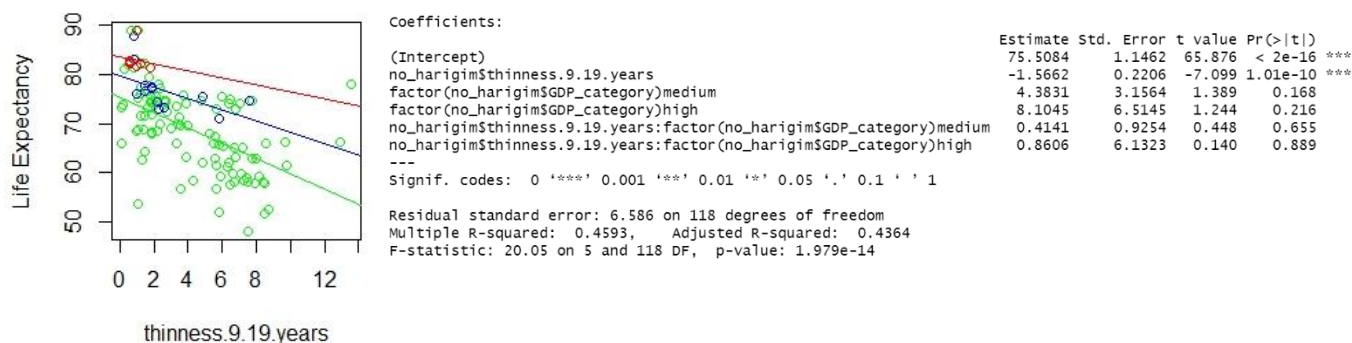 90
80
70
60
50
Life Expectancy
0 2 4 6 8 12
thinness.9.19.years
Coefficients:
Estimate Std. Error t value Pr(>|t|)
(Intercept) 75.5084 1.1462 65.876 < 2e-16 ***
no_harigim$thinness.9.19.years -1.5662 0.2206 -7.099 1.01e-10 ***
factor(no_harigim$GDP_category)medium 4.3831 3.1564 1.389 0.168
factor(no_harigim$GDP_category)high 8.1045 6.5145 1.244 0.216
no_harigim$thinness.9.19.years:factor(no_harigim$GDP_category)medium 0.4141 0.9254 0.448 0.655
no_harigim$thinness.9.19.years:factor(no_harigim$GDP_category)high 0.8606 6.1323 0.140 0.889
---
Signif. codes: 0 ‘***’ 0.001 ‘**’ 0.01 ‘*’ 0.05 ‘.’ 0.1 ‘ ’ 1
Residual standard error: 6.586 on 118 degrees of freedom
Multiple R-squared: 0.4593, Adjusted R-squared: 0.4364
F-statistic: 20.05 on 5 and 118 DF, p-value: 1.979e-14